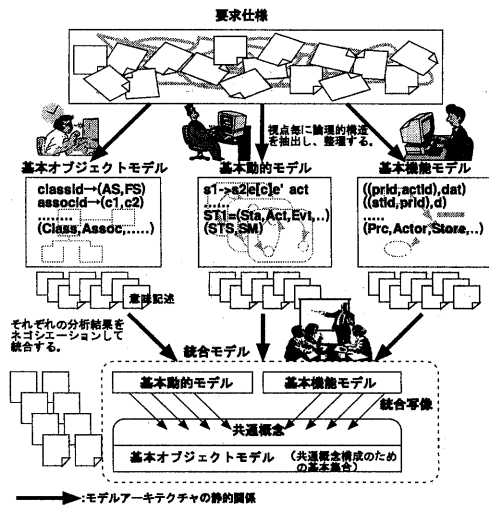 要求仕様
視点毎に論理的構造
を抽出し、整理する。
基本オブジェクトモデル
基本動的モデル
基本機能モデル
classid→(AS,FS)
associd→(c1,c2)
........
(Class,Assoc,......)
s1->s2|e[c]e' act
......
ST1=(Sta,Act,Evt,..)
(STS,SM)
((prid,actid),dat)
((stid,prid),d)
.....
(Prc,Actor,Store,..)
意味記述
それぞれの分析結果を
ネゴシエーションして
統合する。
統合モデル
基本動的モデル
基本機能モデル
統合写像
共通概念
基本オブジェクトモデル
(共通概念構成のため
の基本集合)
:モデルアーキテクチャの静的関係